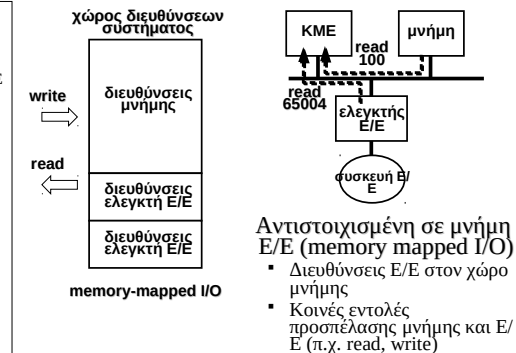 χώρος διευθύνσεων
συστήματος
write
read
διευθύνσεις
μνήμης
διευθύνσεις
ελεγκτή Ε/Ε
διευθύνσεις
ελεγκτή Ε/Ε
memory-mapped I/O
ΚΜΕ
μνήμη
read
100
read
65004
ελεγκτής
Ε/Ε
συσκευή Ε/
Ε
Αντιστοιχισμένη σε μνήμη
Ε/Ε (memory mapped I/O)
▪ Διευθύνσεις Ε/Ε στον χώρο
μνήμης
▪ Κοινές εντολές
προσπέλασης μνήμης και Ε/
Ε (π.χ. read, write)